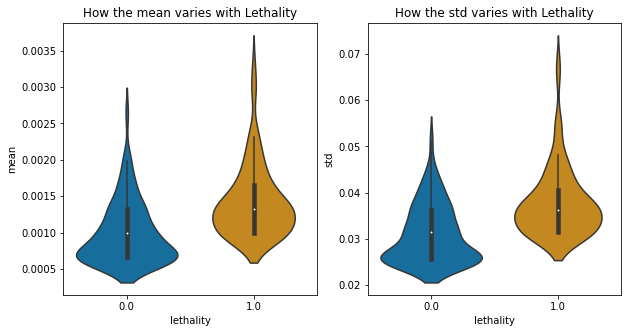 How the mean varies with Lethality
0.0035
0.0030
0.0025
0.0020
0.0015
0.0010
0.0005
mean
0.0
1.0
lethality
How the std varies with Lethality
0.07
0.06
0.05
0.04
0.03
0.02
std
0.0
1.0
lethality